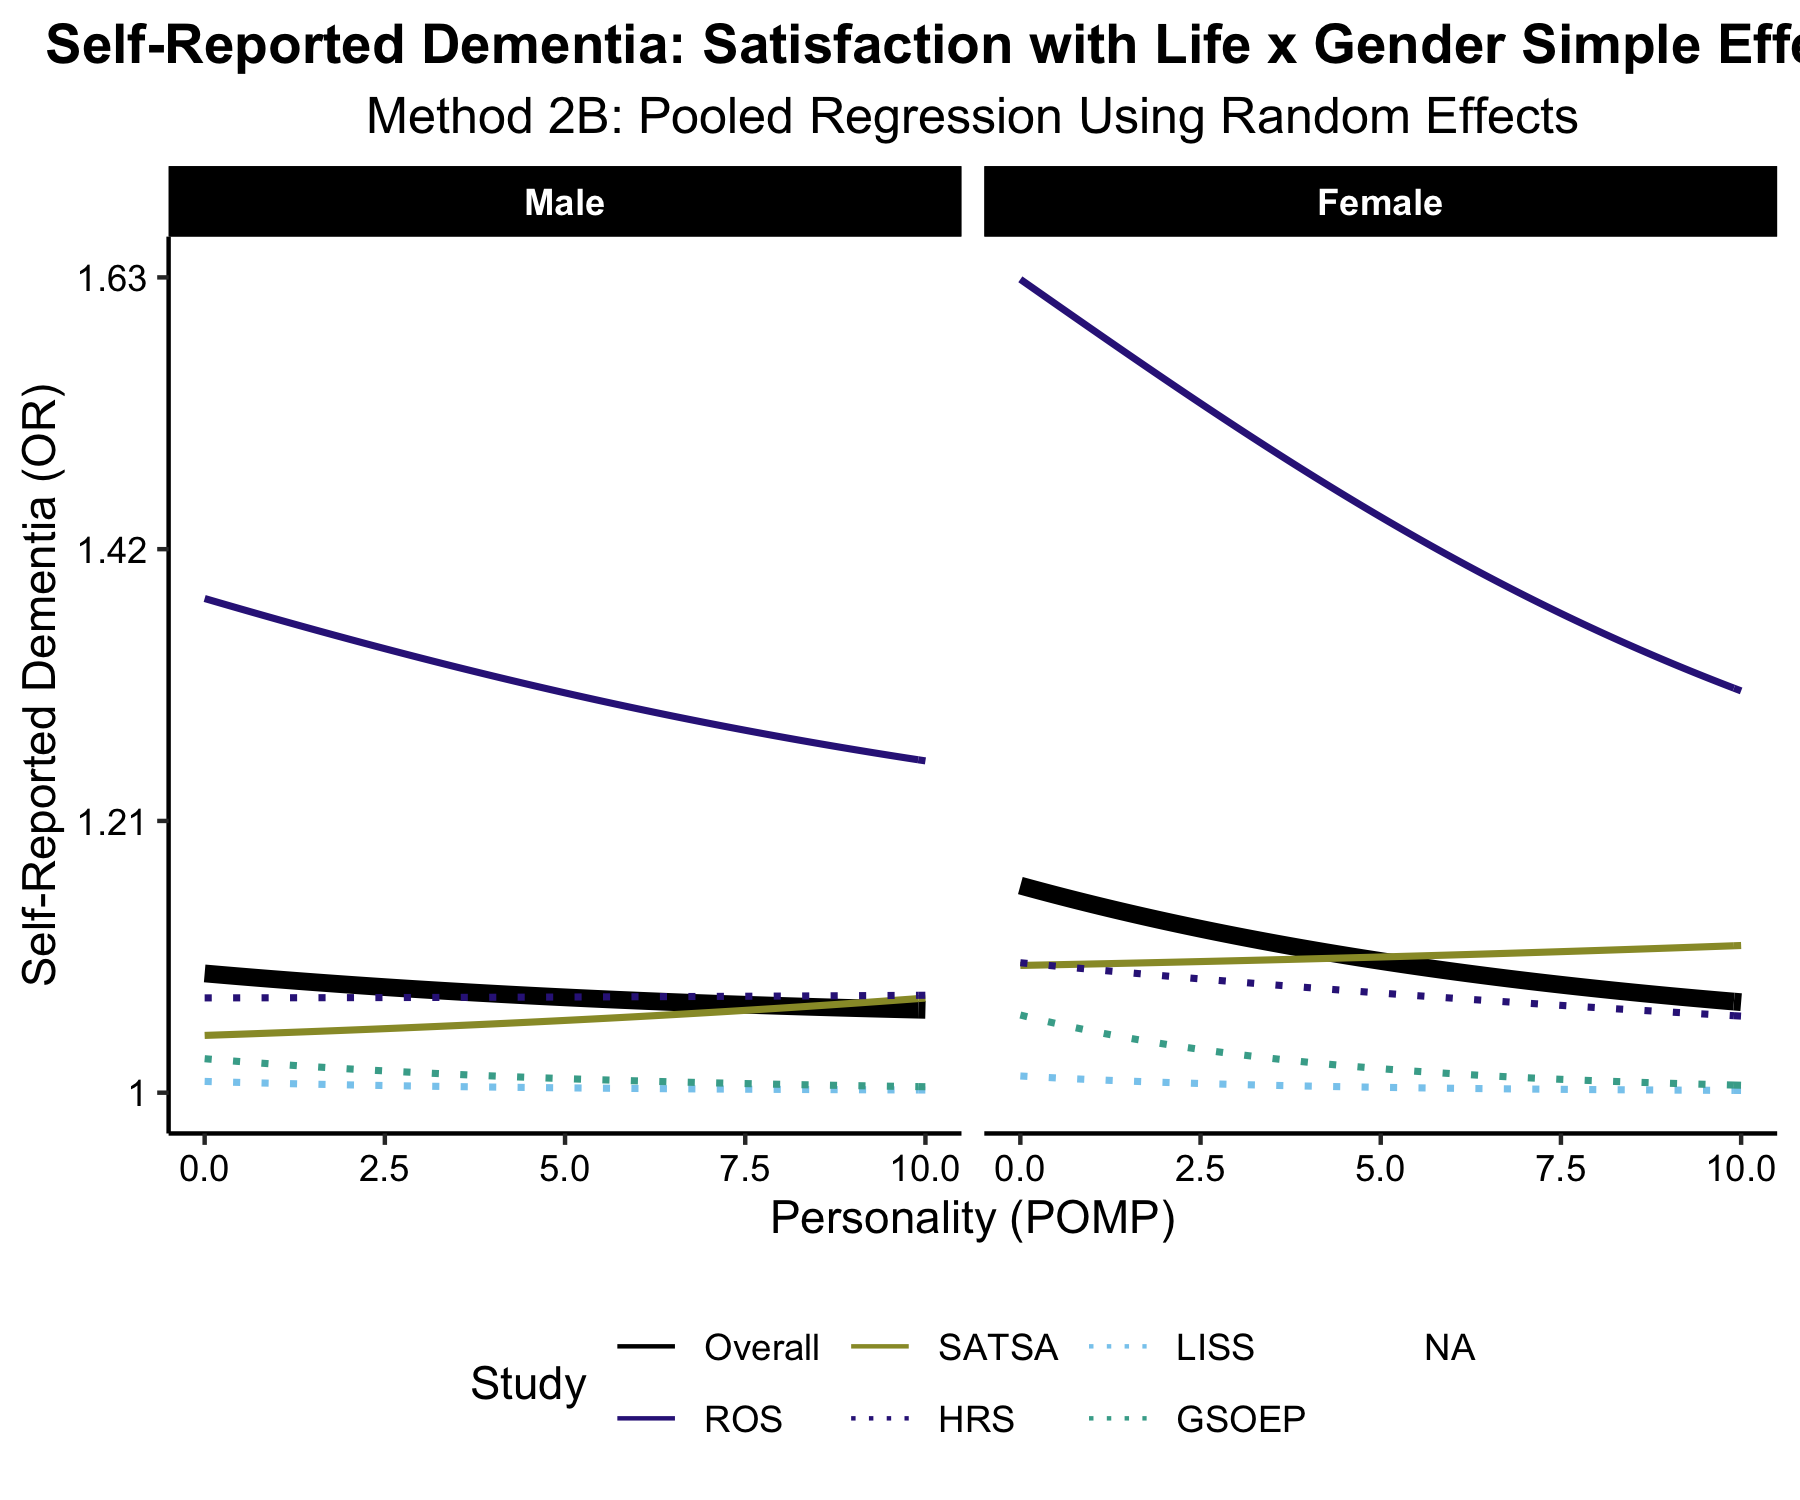 Self-Reported Dementia: Satisfaction with Life x Gender Simple Effe
Method 2B: Pooled Regression Using Random Effects
Male
Female
Self-Reported Dementia (OR)
1.63
1.42
1.21
1
0.0 2.5 5.0 7.5 10.0
0.0 2.5 5.0 7.5 10.0
Personality (POMP)
Study
Overall SATSA LISS NA
ROS HRS GSOEP